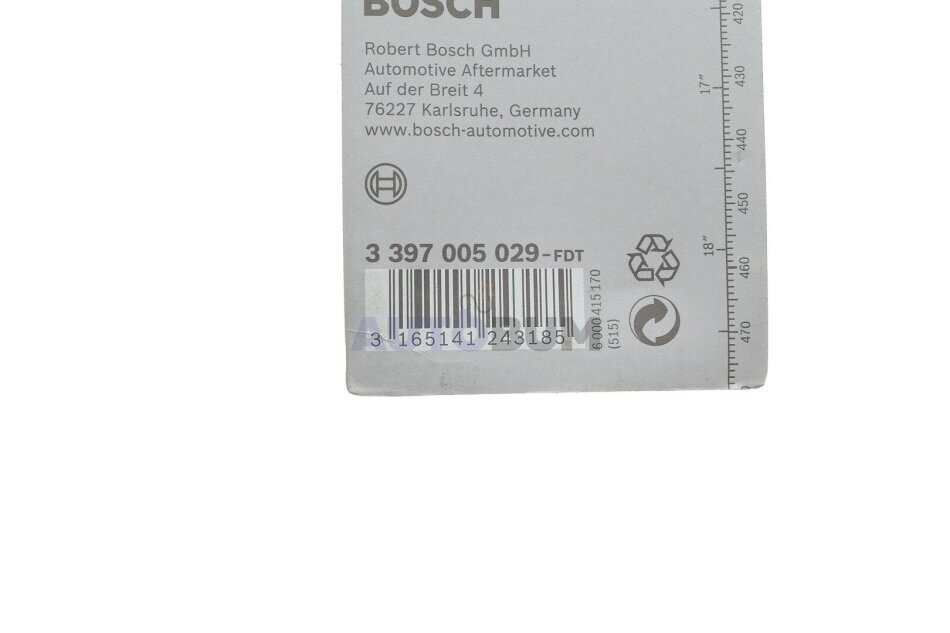 BOSCH
Robert Bosch GmbH
Automotive Aftermarket
Auf der Breit 4
76227 Karlsruhe, Germany
www.bosch-automotive.com
3 397 005 029-FDT
3 165141 243185
6 000 415 170
(515)
AUTODUM
420
17″
430
440
450
18″
460
470